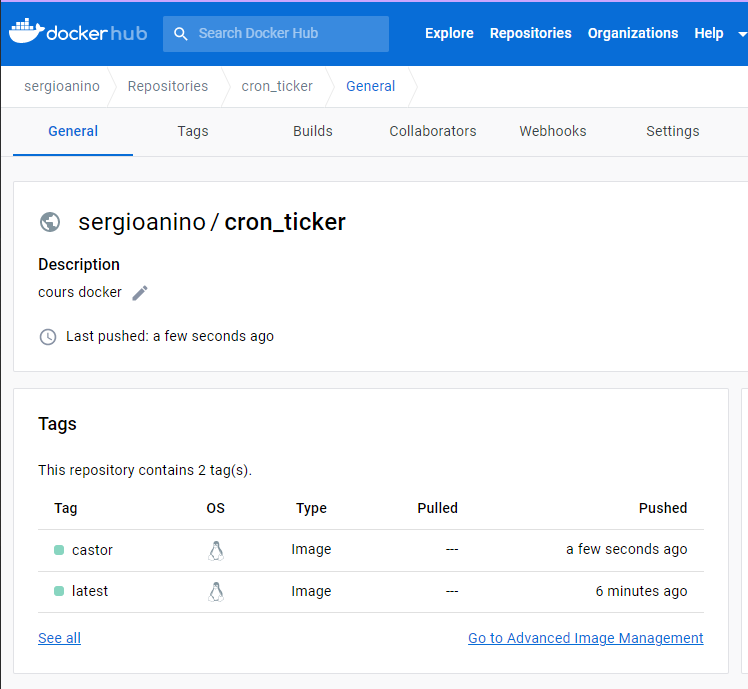 dockerhub Search Docker Hub Explore Repositories Organizations Help
sergioanino Repositories cron_ticker General
General Tags Builds Collaborators Webhooks Settings
sergioanino / cron_ticker
Description
cours docker
Last pushed: a few seconds ago
Tags
This repository contains 2 tag(s).
Tag OS Type Pulled Pushed
castor Image --- a few seconds ago
latest Image --- 6 minutes ago
See all Go to Advanced Image Management